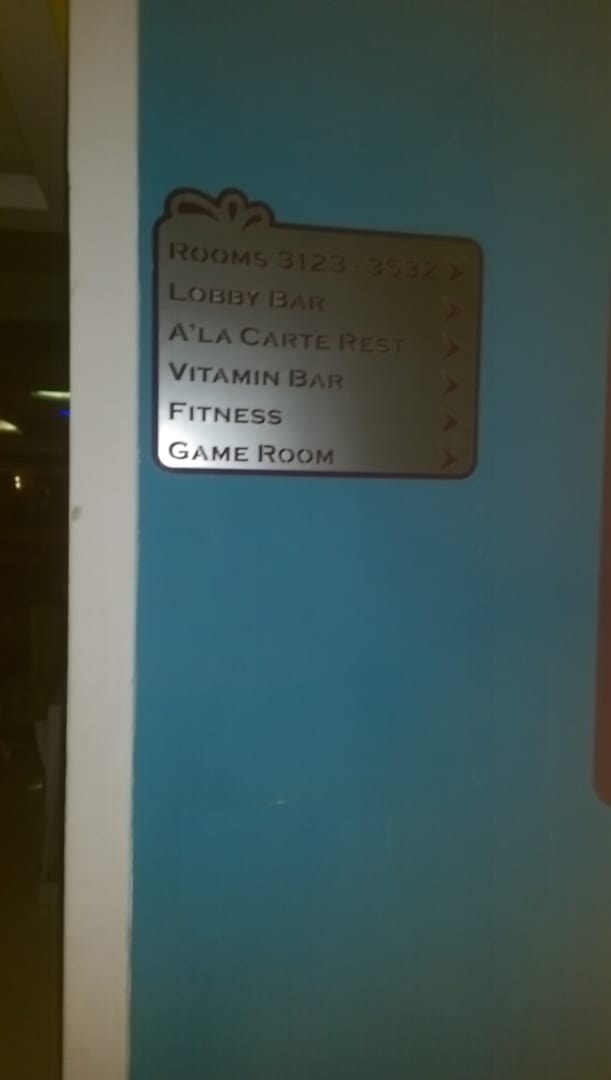 Rooms 3123 - 3532 >
Lobby Bar >
A'la Carte Rest >
Vitamin Bar >
Fitness >
Game Room >